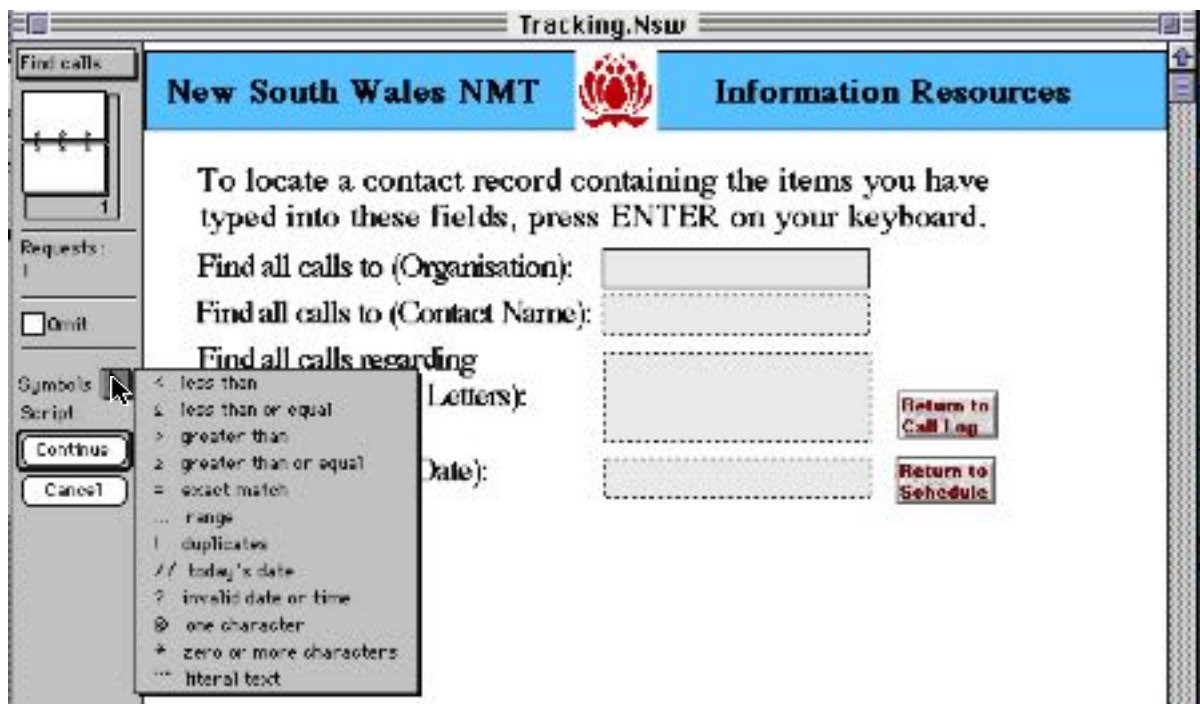 Tracking.Nsw
Find calls
1
Requests:
1
Omit
Symbols
Script
Continue
Cancel
New South Wales NMT
Information Resources
To locate a contact record containing the items you have
typed into these fields, press ENTER on your keyboard.
Find all calls to (Organisation):
Find all calls to (Contact Name):
Find all calls regarding
Letters):
Date):
Return to
Call Log
Return to
Schedule
< less than
≤ less than or equal
> greater than
≥ greater than or equal
= exact match
... range
! duplicates
// today's date
? invalid date or time
@ one character
* zero or more characters
"" literal text